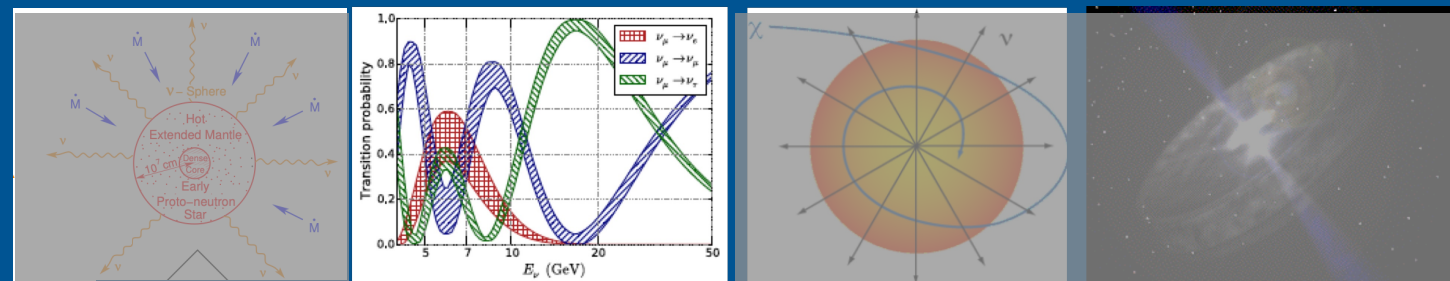 Ṁ Ṁ
ν ν ν
ν – Sphere
Ṁ Ṁ
Hot
Extended Mantle
ν ν
10⁷ cm
Dense
Core
Early
Proto–neutron
Star
Ṁ
ν ν
Transition probability
1,0
0,8
0,6
0,4
0,2
0,0
5 7 10 20 50
E_ν (GeV)
ν_μ → ν_e
ν_μ → ν_μ
ν_μ → ν_τ
χ
ν